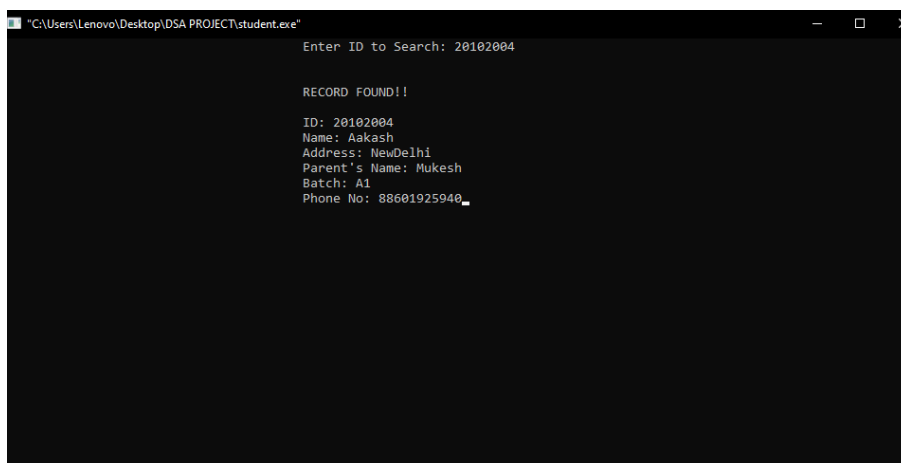 "C:\Users\Lenovo\Desktop\DSA PROJECT\student.exe"
Enter ID to Search: 20102004
RECORD FOUND!!
ID: 20102004
Name: Aakash
Address: NewDelhi
Parent's Name: Mukesh
Batch: A1
Phone No: 88601925940